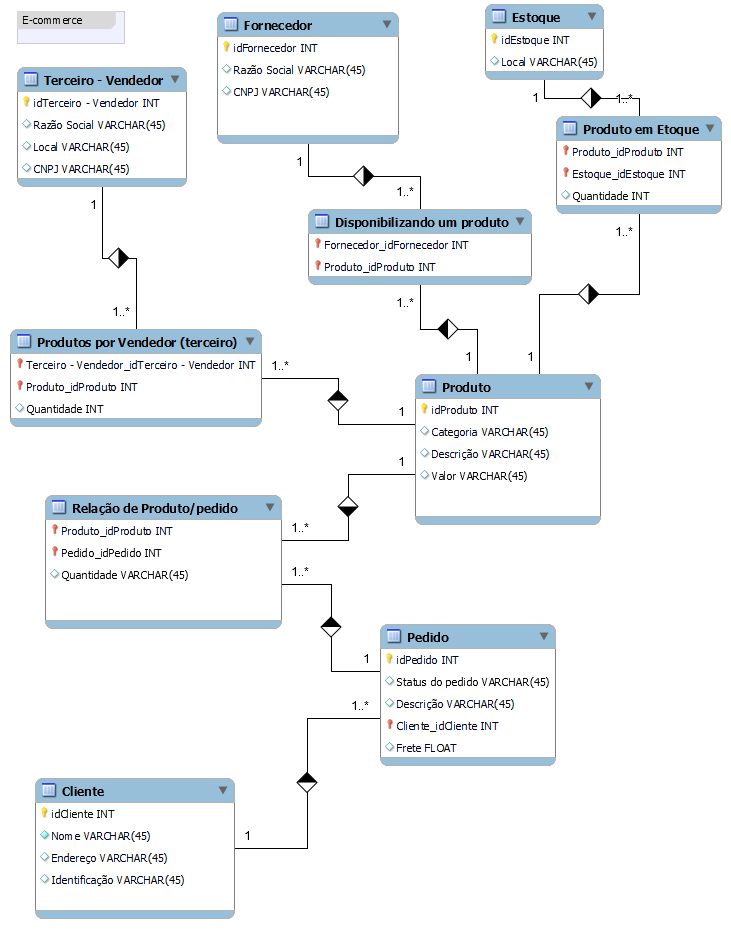 E-commerce
Terceiro - Vendedor
idTerceiro - Vendedor INT
Razão Social VARCHAR(45)
Local VARCHAR(45)
CNPJ VARCHAR(45)
Fornecedor
idFornecedor INT
Razão Social VARCHAR(45)
CNPJ VARCHAR(45)
Estoque
idEstoque INT
Local VARCHAR(45)
1
1..*
Produto em Etoque
Produto_idProduto INT
Estoque_idEstoque INT
Quantidade INT
1
1..*
Disponibilizando um produto
Fornecedor_idFornecedor INT
Produto_idProduto INT
1
1..*
1..*
1
1..*
1
Produtos por Vendedor (terceiro)
Terceiro - Vendedor_idTerceiro - Vendedor INT
Produto_idProduto INT
Quantidade INT
1..*
1
Produto
idProduto INT
Categoria VARCHAR(45)
Descrição VARCHAR(45)
Valor VARCHAR(45)
1
1..*
Relação de Produto/pedido
Produto_idProduto INT
Pedido_idPedido INT
Quantidade VARCHAR(45)
1..*
1
Pedido
idPedido INT
Status do pedido VARCHAR(45)
Descrição VARCHAR(45)
Cliente_idCliente INT
Frete FLOAT
1..*
1
Cliente
idCliente INT
Nome VARCHAR(45)
Endereço VARCHAR(45)
Identificação VARCHAR(45)